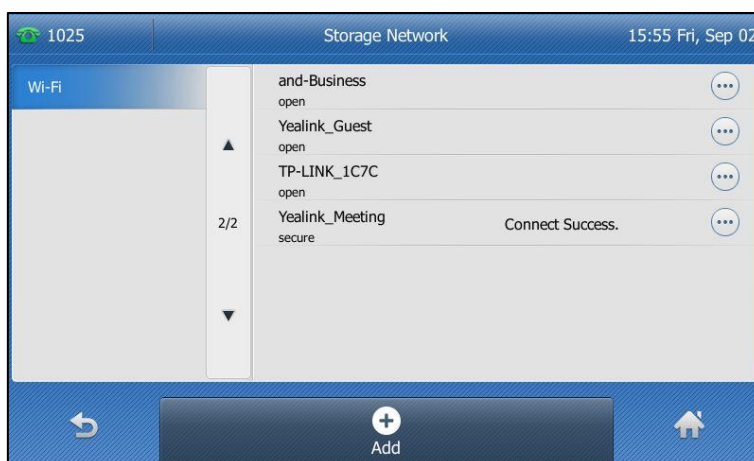 1025 Storage Network 15:55 Fri, Sep 02
Wi-Fi
and-Business
open
Yealink_Guest
open
TP-LINK_1C7C
open
2/2
Yealink_Meeting Connect Success.
secure
Add